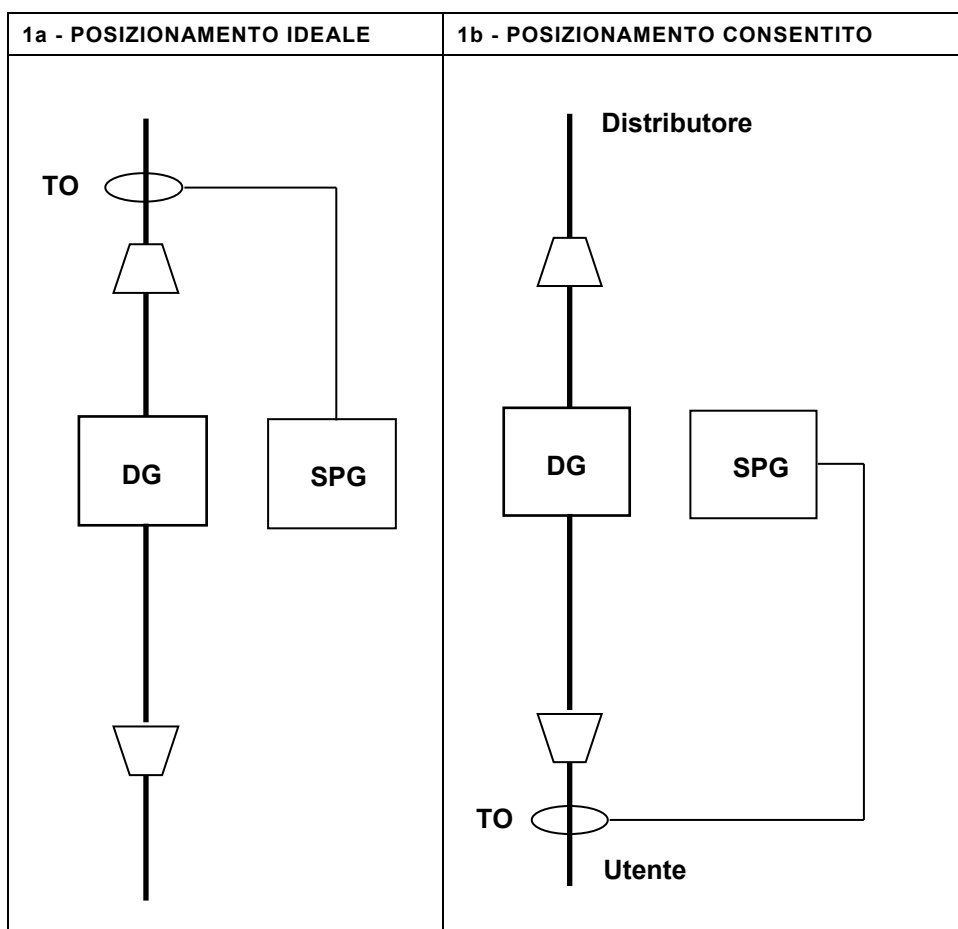 1a - POSIZIONAMENTO IDEALE
1b - POSIZIONAMENTO CONSENTITO
TO
DG
SPG
Distributore
DG
SPG
TO
Utente